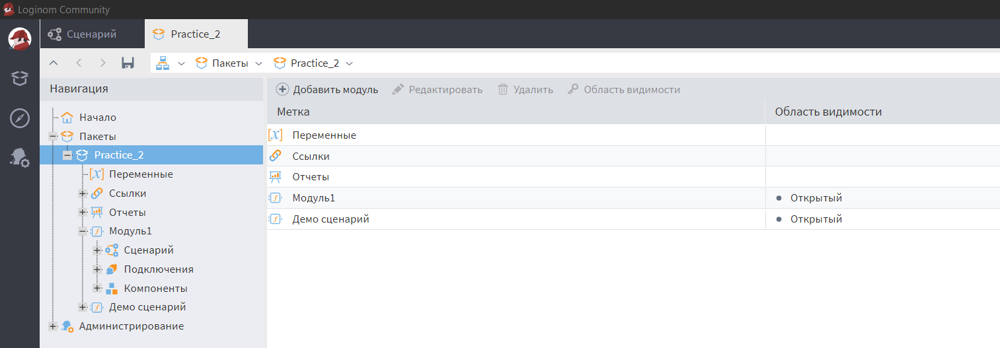 Loginom Community
Сценарий
Practice_2
Пакеты
Practice_2
Навигация
Начало
Пакеты
Practice_2
Переменные
Ссылки
Отчеты
Модуль1
Сценарий
Подключения
Компоненты
Демо сценарий
Администрирование
Добавить модуль Редактировать Удалить Область видимости
Метка Область видимости
[x] Переменные
Ссылки
Отчеты
Модуль1 Открытый
Демо сценарий Открытый